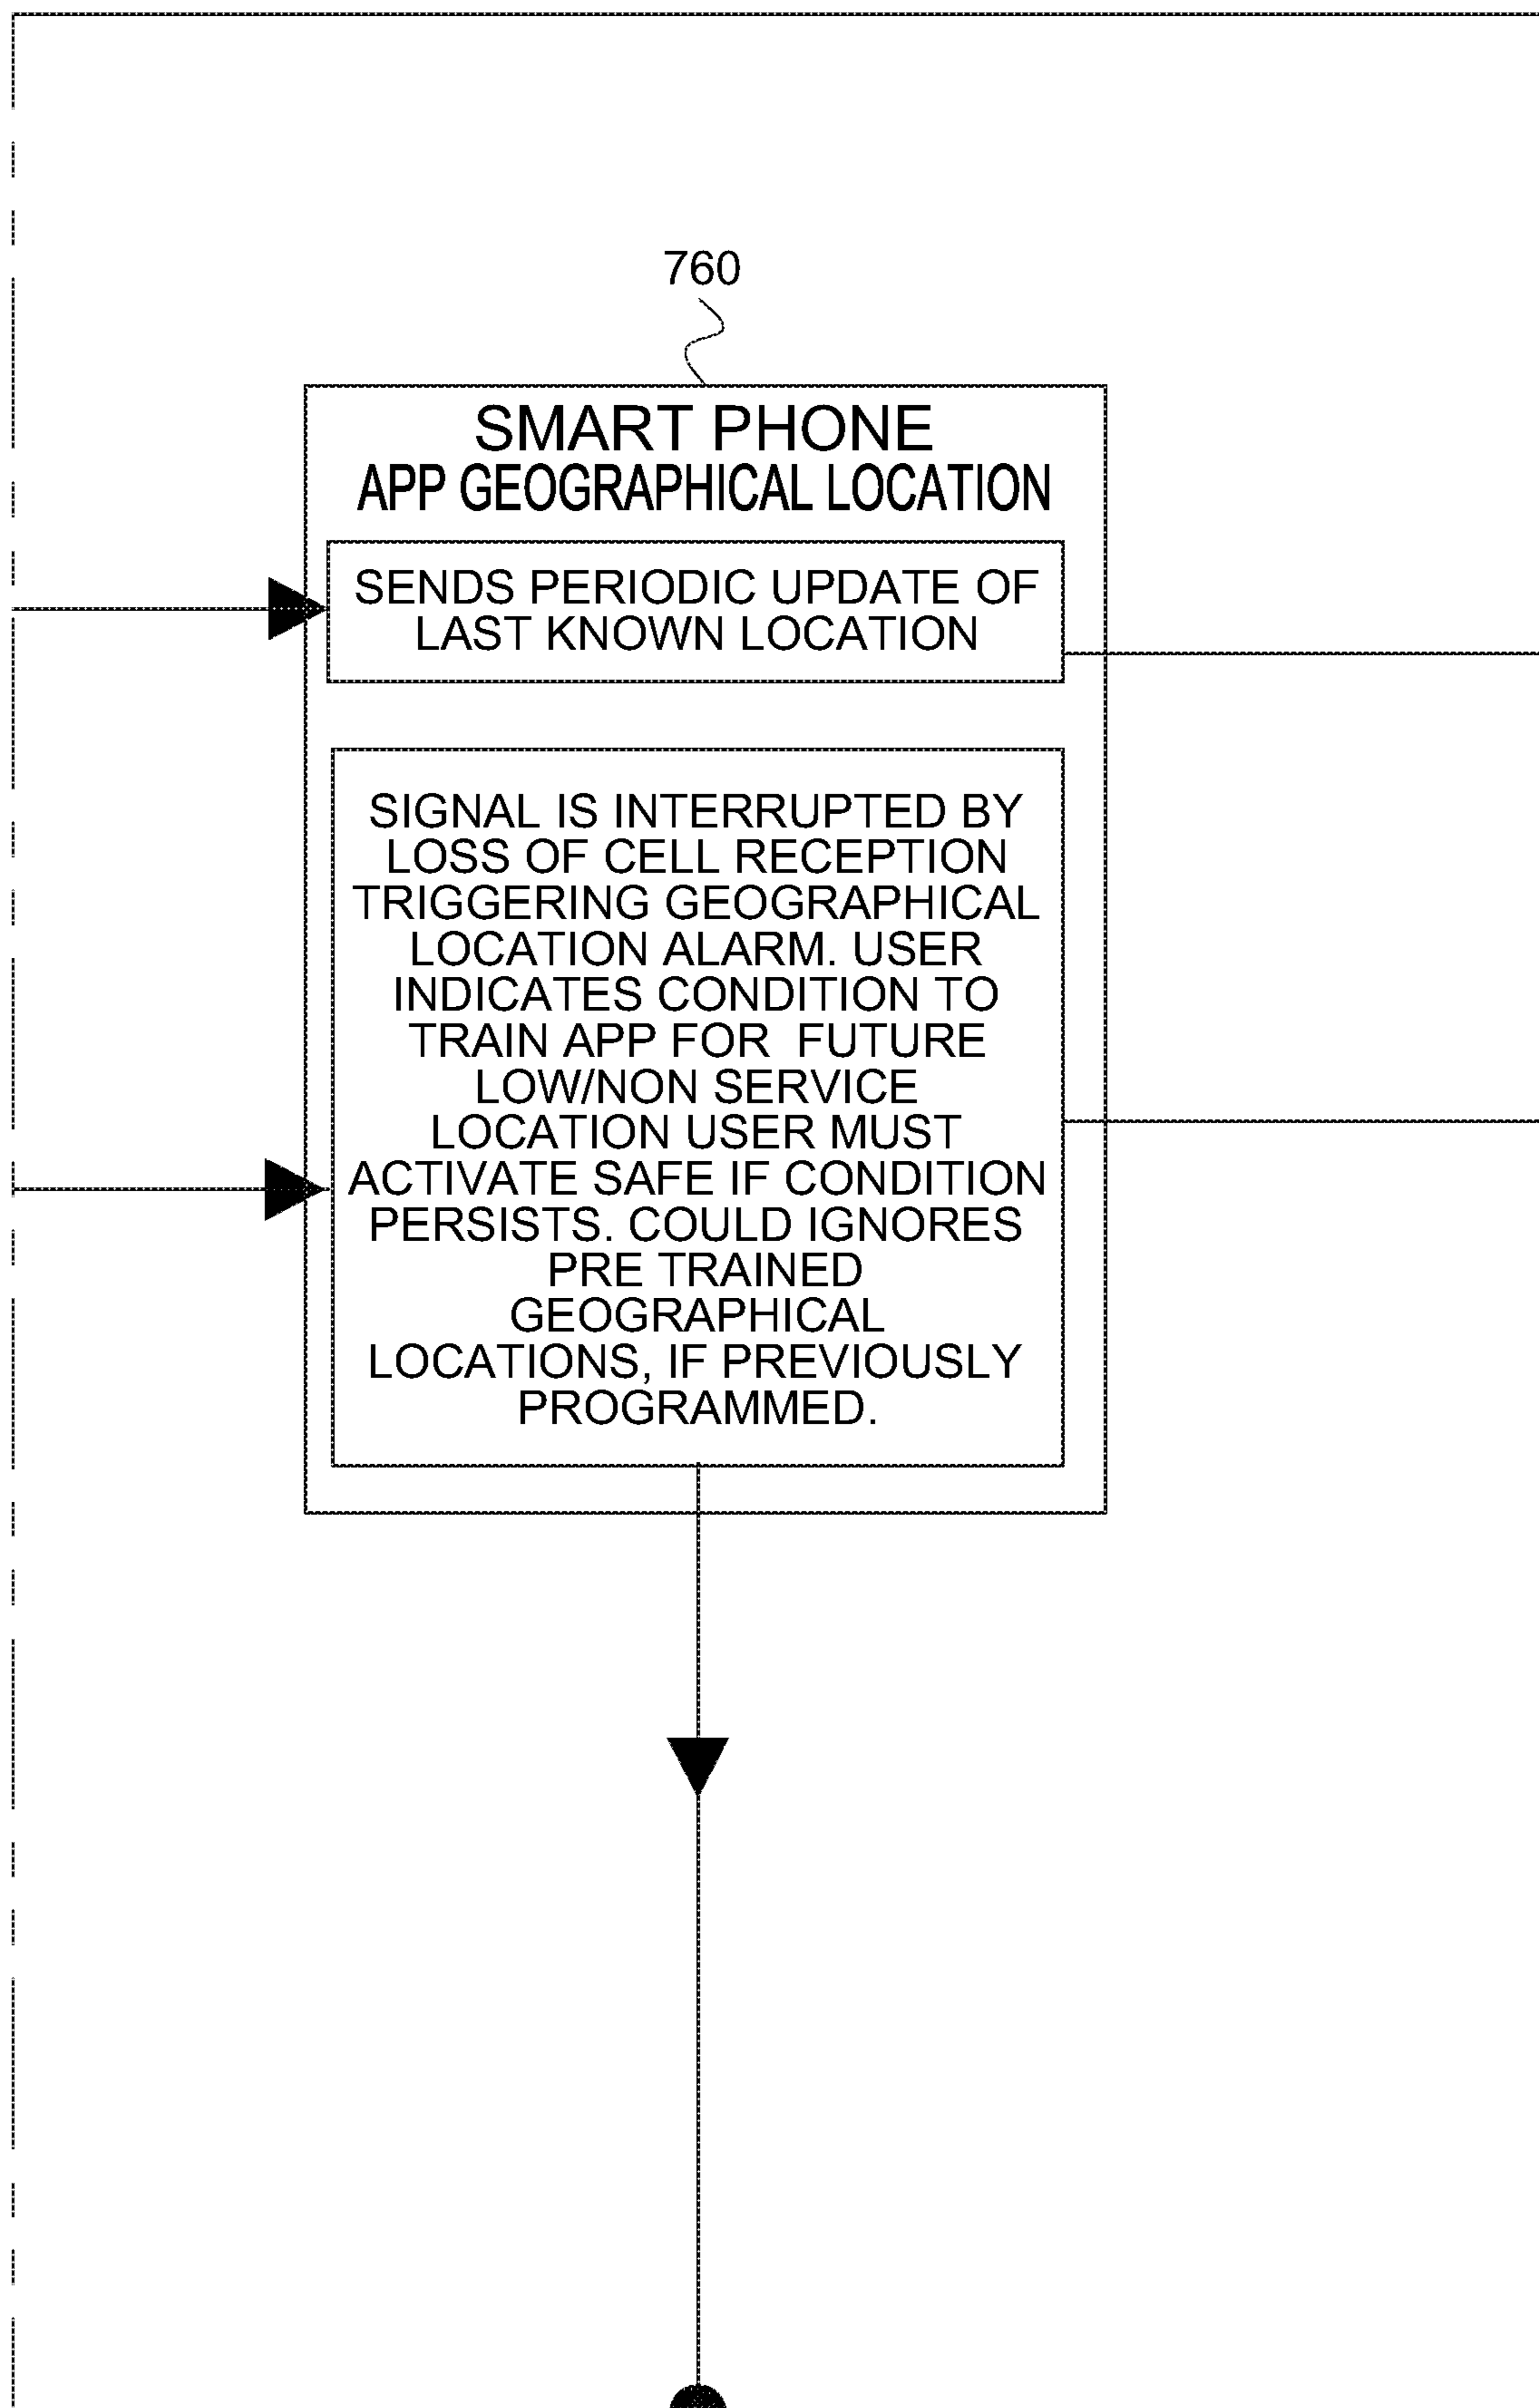 760
SMART PHONE
APP GEOGRAPHICAL LOCATION
SENDS PERIODIC UPDATE OF
LAST KNOWN LOCATION
SIGNAL IS INTERRUPTED BY
LOSS OF CELL RECEPTION
TRIGGERING GEOGRAPHICAL
LOCATION ALARM. USER
INDICATES CONDITION TO
TRAIN APP FOR  FUTURE
LOW/NON SERVICE
LOCATION USER MUST
ACTIVATE SAFE IF CONDITION
PERSISTS. COULD IGNORES
PRE TRAINED
GEOGRAPHICAL
LOCATIONS, IF PREVIOUSLY
PROGRAMMED.